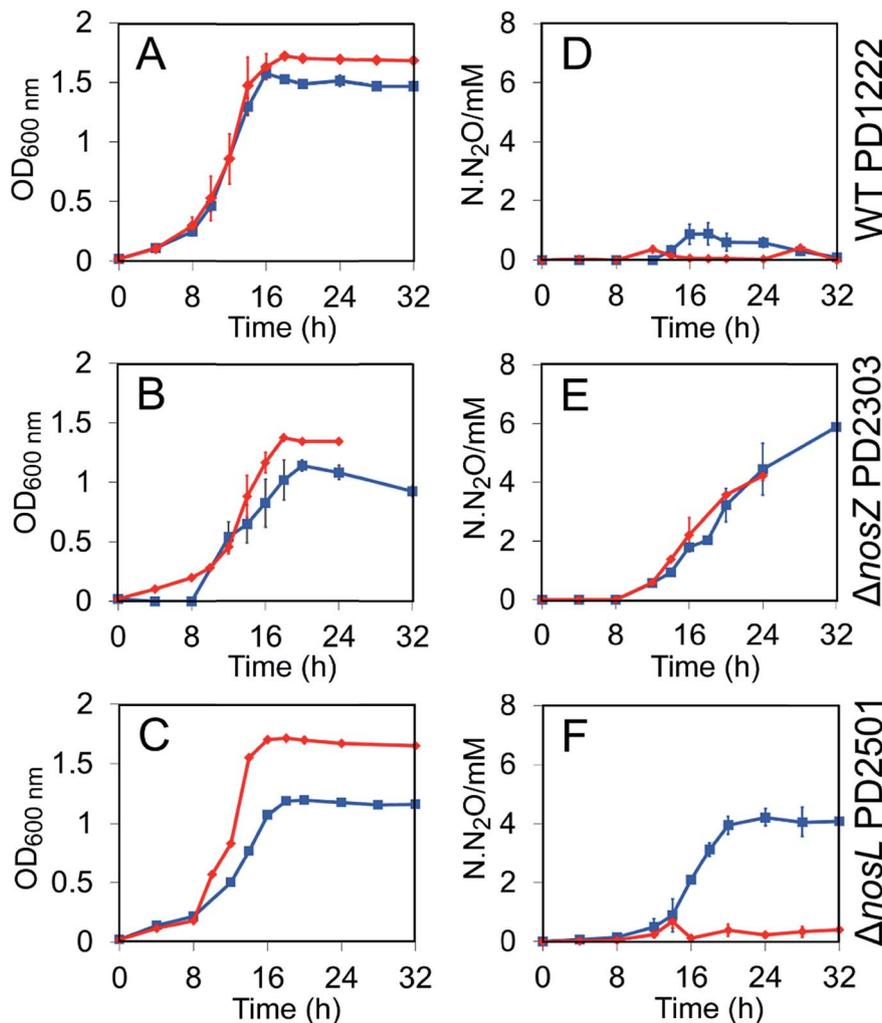 A
2
1.5
1
0.5
0
OD600 nm
0 8 16 24 32
Time (h)
D
8
6
4
2
0
N.N2O/mM
0 8 16 24 32
Time (h)
WT PD1222
B
2
1.5
1
0.5
0
OD600 nm
0 8 16 24 32
Time (h)
E
8
6
4
2
0
N.N2O/mM
0 8 16 24 32
Time (h)
ΔnosZ PD2303
C
2
1.5
1
0.5
0
OD600 nm
0 8 16 24 32
Time (h)
F
8
6
4
2
0
N.N2O/mM
0 8 16 24 32
Time (h)
ΔnosL PD2501